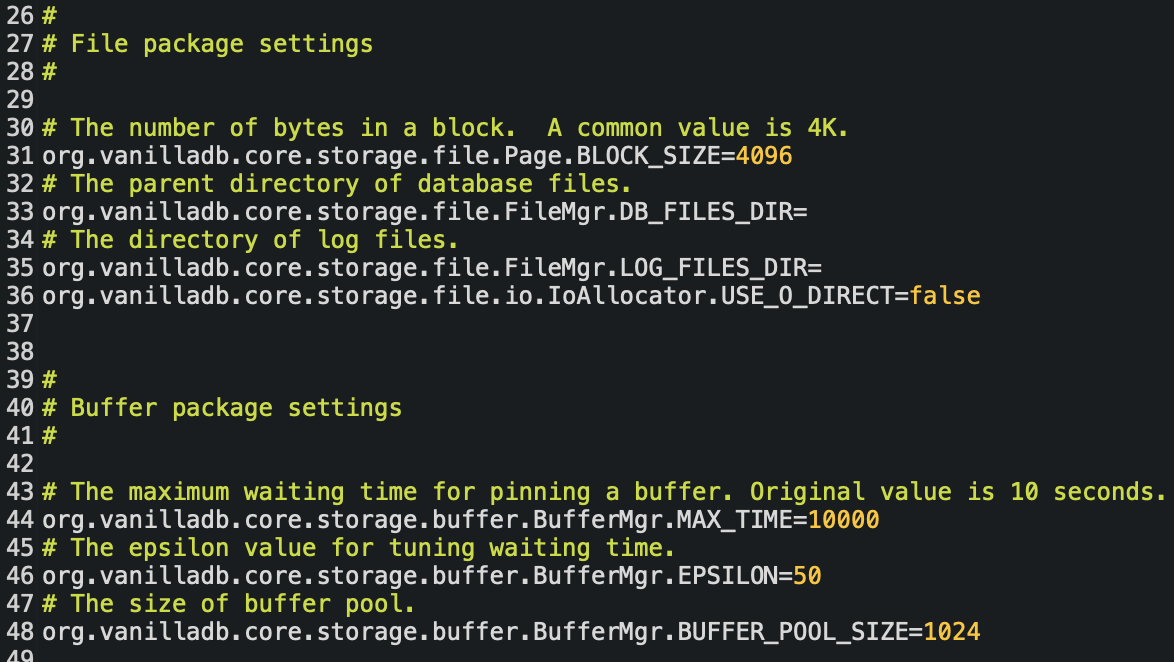 26 #
27 # File package settings
28 #
29
30 # The number of bytes in a block.  A common value is 4K.
31 org.vanilladb.core.storage.file.Page.BLOCK_SIZE=4096
32 # The parent directory of database files.
33 org.vanilladb.core.storage.file.FileMgr.DB_FILES_DIR=
34 # The directory of log files.
35 org.vanilladb.core.storage.file.FileMgr.LOG_FILES_DIR=
36 org.vanilladb.core.storage.file.io.IoAllocator.USE_O_DIRECT=false
37
38
39 #
40 # Buffer package settings
41 #
42
43 # The maximum waiting time for pinning a buffer. Original value is 10 seconds.
44 org.vanilladb.core.storage.buffer.BufferMgr.MAX_TIME=10000
45 # The epsilon value for tuning waiting time.
46 org.vanilladb.core.storage.buffer.BufferMgr.EPSILON=50
47 # The size of buffer pool.
48 org.vanilladb.core.storage.buffer.BufferMgr.BUFFER_POOL_SIZE=1024
49